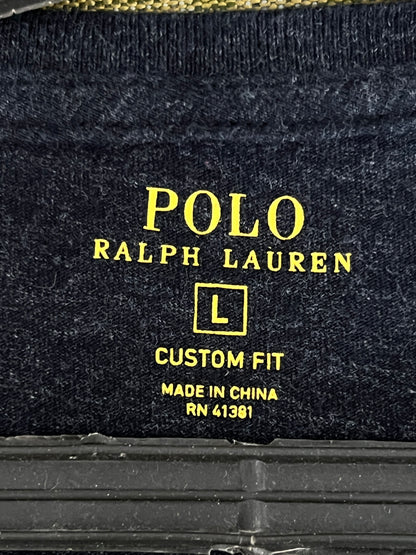 POLO
RALPH LAUREN
L
CUSTOM FIT
MADE IN CHINA
RN 41381